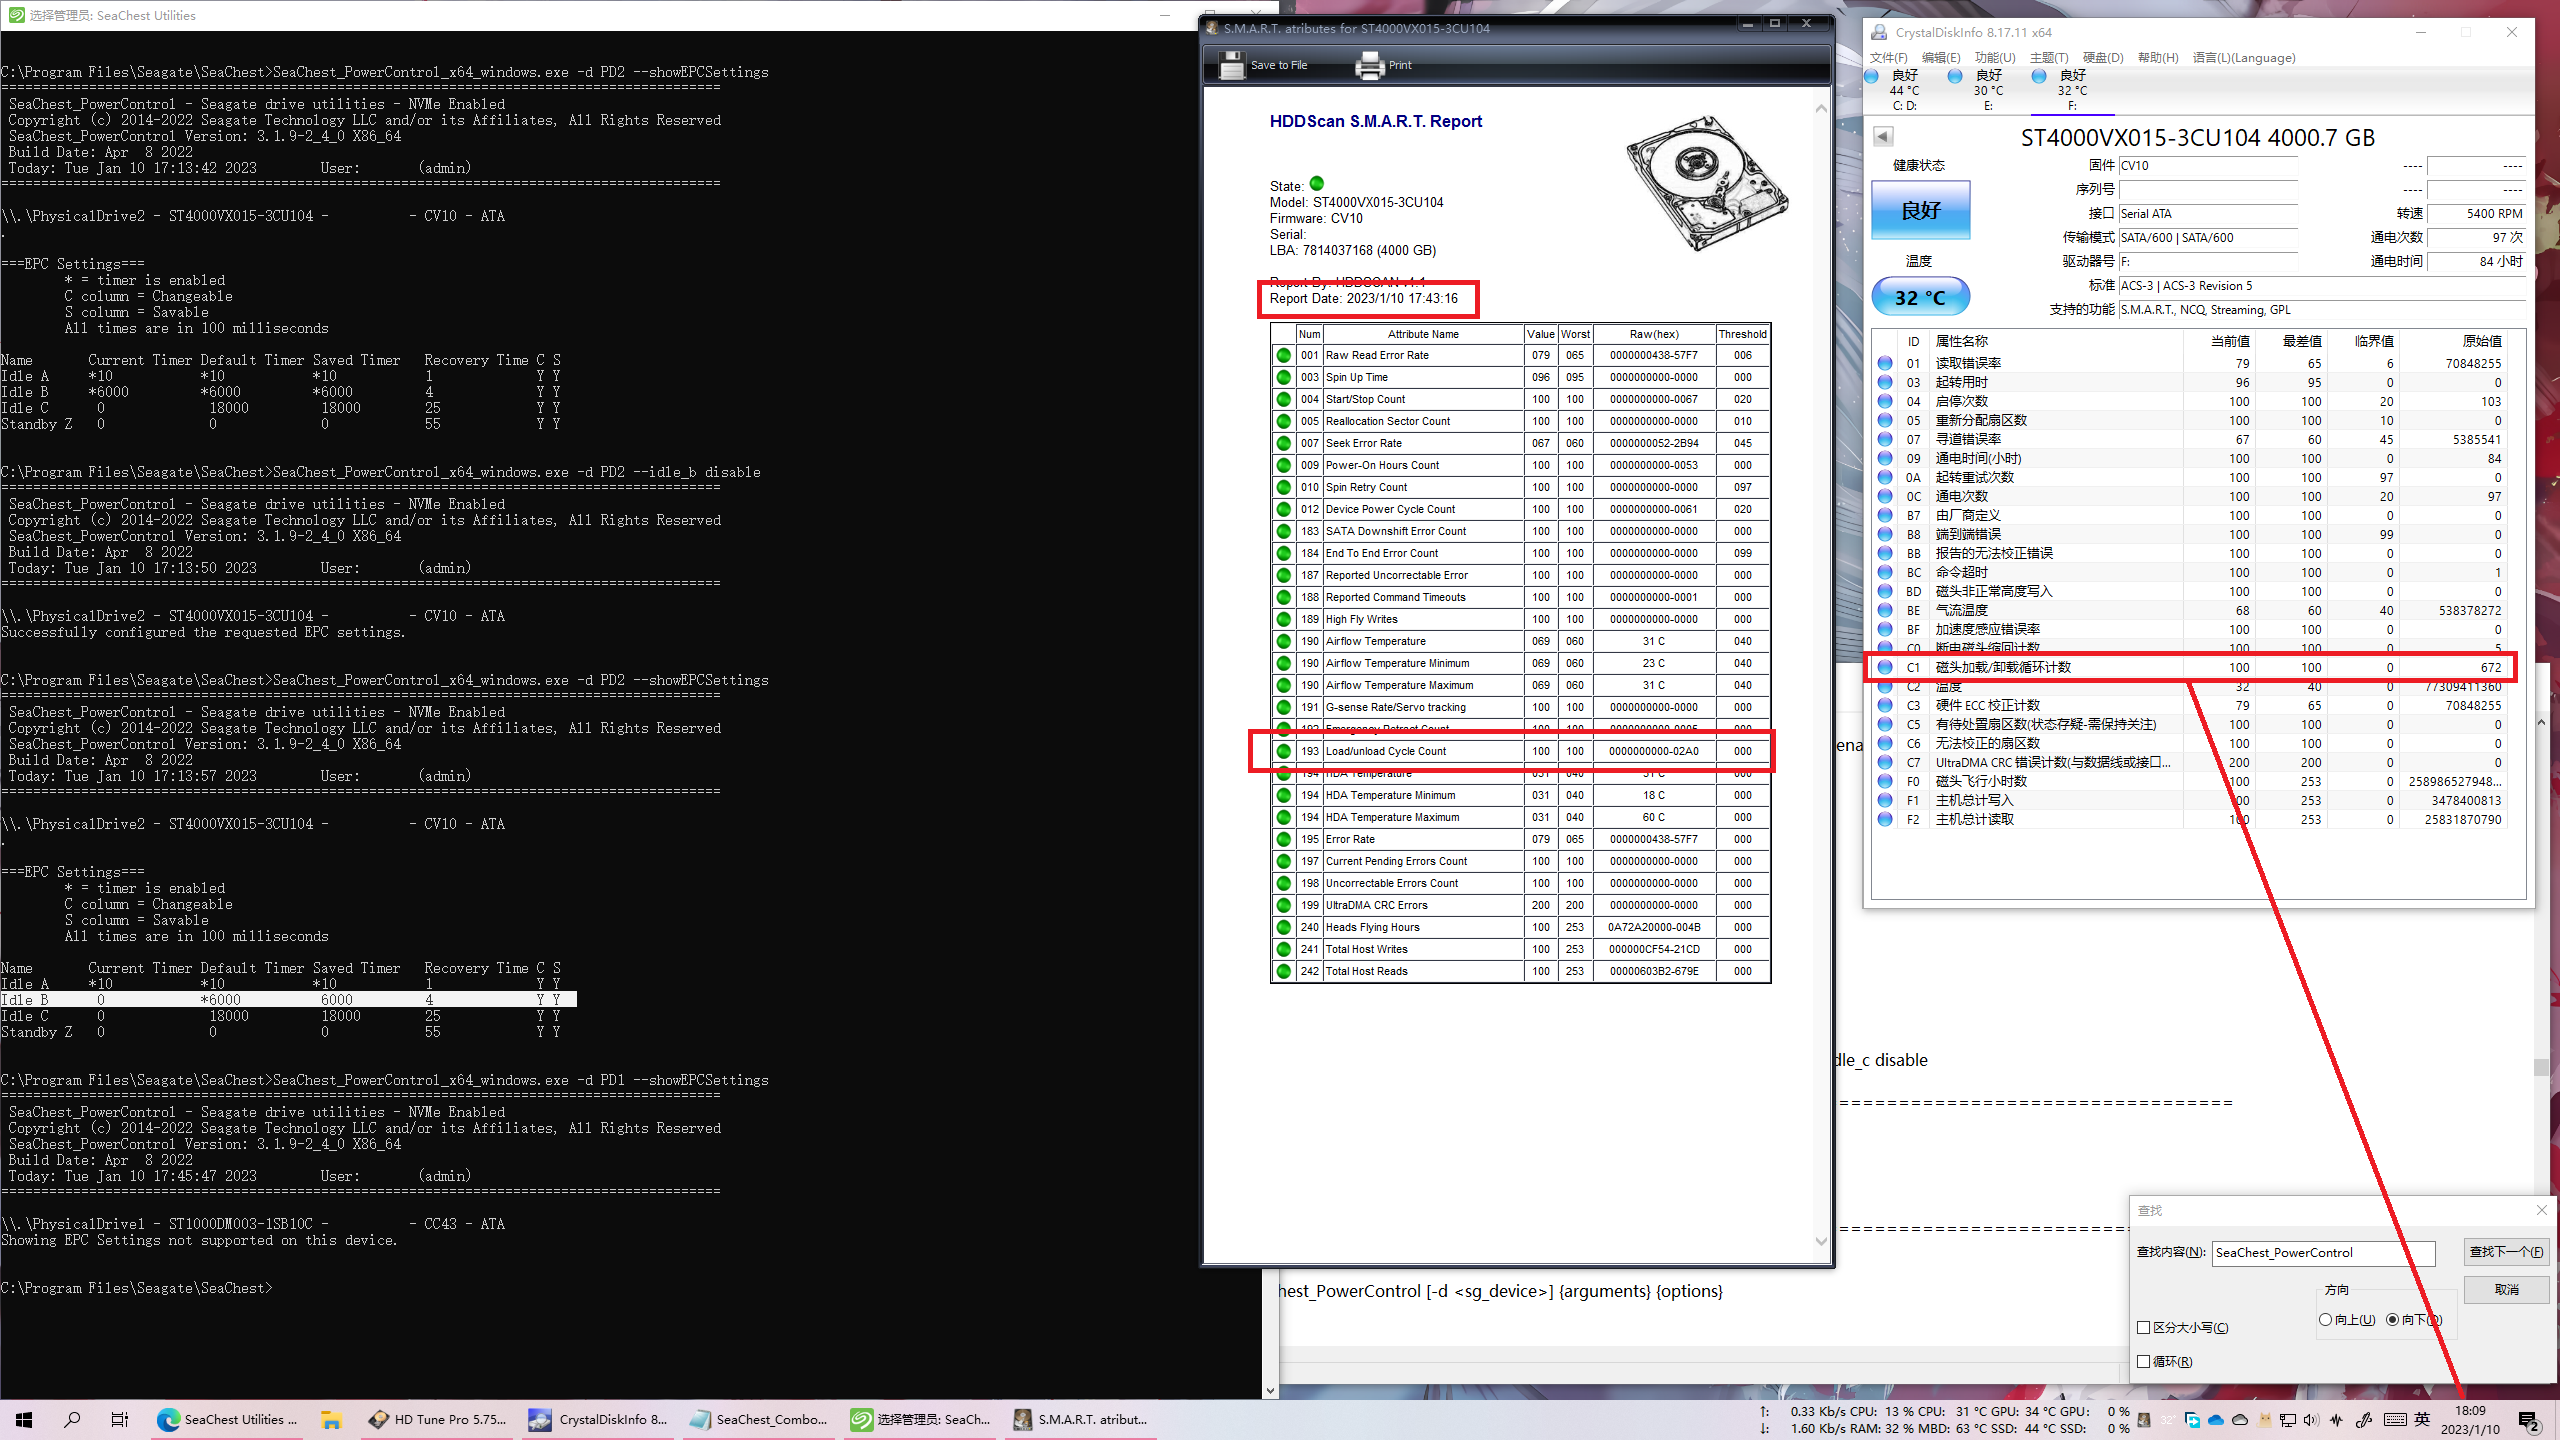 选择管理员: SeaChest Utilities
C:\Program Files\Seagate\SeaChest>SeaChest_PowerControl_x64_windows.exe -d PD2 --showEPCSettings
==========================================================================================
SeaChest_PowerControl - Seagate drive utilities - NVMe Enabled
Copyright (c) 2014-2022 Seagate Technology LLC and/or its Affiliates, All Rights Reserved
SeaChest_PowerControl Version: 3.1.9-2_4_0 X86_64
Build Date: Apr  8 2022
Today: Tue Jan 10 17:13:42 2023        User:       (admin)
==========================================================================================
\\.\PhysicalDrive2 - ST4000VX015-3CU104 -          - CV10 - ATA
.
===EPC Settings===
* = timer is enabled
C column = Changeable
S column = Savable
All times are in 100 milliseconds
Name     Current Timer Default Timer Saved Timer   Recovery Time C S
Idle A     *10           *10           *10           1             Y Y
Idle B     *6000         *6000         *6000         4             Y Y
Idle C      0             18000         18000        25            Y Y
Standby Z   0             0             0            55            Y Y
C:\Program Files\Seagate\SeaChest>SeaChest_PowerControl_x64_windows.exe -d PD2 --idle_b disable
==========================================================================================
SeaChest_PowerControl - Seagate drive utilities - NVMe Enabled
Copyright (c) 2014-2022 Seagate Technology LLC and/or its Affiliates, All Rights Reserved
SeaChest_PowerControl Version: 3.1.9-2_4_0 X86_64
Build Date: Apr  8 2022
Today: Tue Jan 10 17:13:50 2023        User:       (admin)
==========================================================================================
\\.\PhysicalDrive2 - ST4000VX015-3CU104 -          - CV10 - ATA
Successfully configured the requested EPC settings.
C:\Program Files\Seagate\SeaChest>SeaChest_PowerControl_x64_windows.exe -d PD2 --showEPCSettings
==========================================================================================
SeaChest_PowerControl - Seagate drive utilities - NVMe Enabled
Copyright (c) 2014-2022 Seagate Technology LLC and/or its Affiliates, All Rights Reserved
SeaChest_PowerControl Version: 3.1.9-2_4_0 X86_64
Build Date: Apr  8 2022
Today: Tue Jan 10 17:13:57 2023        User:       (admin)
==========================================================================================
\\.\PhysicalDrive2 - ST4000VX015-3CU104 -          - CV10 - ATA
.
===EPC Settings===
* = timer is enabled
C column = Changeable
S column = Savable
All times are in 100 milliseconds
Name     Current Timer Default Timer Saved Timer   Recovery Time C S
Idle A     *10           *10           *10           1             Y Y
Idle B      0            *6000          6000         4             Y Y
Idle C      0             18000         18000        25            Y Y
Standby Z   0             0             0            55            Y Y
C:\Program Files\Seagate\SeaChest>SeaChest_PowerControl_x64_windows.exe -d PD1 --showEPCSettings
==========================================================================================
SeaChest_PowerControl - Seagate drive utilities - NVMe Enabled
Copyright (c) 2014-2022 Seagate Technology LLC and/or its Affiliates, All Rights Reserved
SeaChest_PowerControl Version: 3.1.9-2_4_0 X86_64
Build Date: Apr  8 2022
Today: Tue Jan 10 17:45:47 2023        User:       (admin)
==========================================================================================
\\.\PhysicalDrive1 - ST1000DM003-1SB10C -          - CC43 - ATA
Showing EPC Settings not supported on this device.
C:\Program Files\Seagate\SeaChest>
S.M.A.R.T. atributes for ST4000VX015-3CU104
Save to File Print
HDDScan S.M.A.R.T. Report
State:
Model: ST4000VX015-3CU104
Firmware: CV10
Serial:
LBA: 7814037168 (4000 GB)
Report By: HDDSCAN v4.1
Report Date: 2023/1/10 17:43:16
Num Attribute Name Value Worst Raw(hex) Threshold
001 Raw Read Error Rate 079 065 0000000438-57F7 006
003 Spin Up Time 096 095 0000000000-0000 000
004 Start/Stop Count 100 100 0000000000-0067 020
005 Reallocation Sector Count 100 100 0000000000-0000 010
007 Seek Error Rate 067 060 0000000052-2B94 045
009 Power-On Hours Count 100 100 0000000000-0053 000
010 Spin Retry Count 100 100 0000000000-0000 097
012 Device Power Cycle Count 100 100 0000000000-0061 020
183 SATA Downshift Error Count 100 100 0000000000-0000 000
184 End To End Error Count 100 100 0000000000-0000 099
187 Reported Uncorrectable Error 100 100 0000000000-0000 000
188 Reported Command Timeouts 100 100 0000000000-0001 000
189 High Fly Writes 100 100 0000000000-0000 000
190 Airflow Temperature 069 060 31 C 040
190 Airflow Temperature Minimum 069 060 23 C 040
190 Airflow Temperature Maximum 069 060 31 C 040
191 G-sense Rate/Servo tracking 100 100 0000000000-0000 000
192 Emergency Retract Count 100 100 0000000000-0005 000
193 Load/unload Cycle Count 100 100 0000000000-02A0 000
194 HDA Temperature 031 040 31 C 000
194 HDA Temperature Minimum 031 040 18 C 000
194 HDA Temperature Maximum 031 040 60 C 000
195 Error Rate 079 065 0000000438-57F7 000
197 Current Pending Errors Count 100 100 0000000000-0000 000
198 Uncorrectable Errors Count 100 100 0000000000-0000 000
199 UltraDMA CRC Errors 200 200 0000000000-0000 000
240 Heads Flying Hours 100 253 0A72A20000-004B 000
241 Total Host Writes 100 253 000000CF54-21CD 000
242 Total Host Reads 100 253 00000603B2-679E 000
CrystalDiskInfo 8.17.11 x64
文件(F) 编辑(E) 功能(U) 主题(T) 硬盘(D) 帮助(H) 语言(L)(Language)
良好 良好 良好
44 °C 30 °C 32 °C
C: D: E: F:
ST4000VX015-3CU104 4000.7 GB
健康状态 固件 CV10 ---- ----
良好 序列号 ---- ----
接口 Serial ATA 转速 5400 RPM
传输模式 SATA/600 | SATA/600 通电次数 97 次
温度 驱动器号 F: 通电时间 84 小时
32 °C 标准 ACS-3 | ACS-3 Revision 5
支持的功能 S.M.A.R.T., NCQ, Streaming, GPL
ID 属性名称 当前值 最差值 临界值 原始值
01 读取错误率 79 65 6 70848255
03 起转用时 96 95 0 0
04 启停次数 100 100 20 103
05 重新分配扇区数 100 100 10 0
07 寻道错误率 67 60 45 5385541
09 通电时间(小时) 100 100 0 84
0A 起转重试次数 100 100 97 0
0C 通电次数 100 100 20 97
B7 由厂商定义 100 100 0 0
B8 端到端错误 100 100 99 0
BB 报告的无法校正错误 100 100 0 0
BC 命令超时 100 100 0 1
BD 磁头非正常高度写入 100 100 0 0
BE 气流温度 68 60 40 538378272
BF 加速度感应错误率 100 100 0 0
C0 断电磁头缩回计数 100 100 0 5
C1 磁头加载/卸载循环计数 100 100 0 672
C2 温度 32 40 0 77309411360
C3 硬件 ECC 校正计数 79 65 0 70848255
C5 有待处置扇区数(状态存疑-需保持关注) 100 100 0 0
C6 无法校正的扇区数 100 100 0 0
C7 UltraDMA CRC 错误计数(与数据线或接口... 200 200 0 0
F0 磁头飞行小时数 100 253 0 258986527948...
F1 主机总计写入 100 253 0 3478400813
F2 主机总计读取 100 253 0 25831870790
ena
dle_c disable
=================================
=========================
hest_PowerControl [-d <sg_device>] {arguments} {options}
查找
查找内容(N): SeaChest_PowerControl 查找下一个(F)
方向 取消
向上(U) 向下(D)
区分大小写(C)
循环(R)
SeaChest Utilities ... HD Tune Pro 5.75... CrystalDiskInfo 8... SeaChest_Combo... 选择管理员: SeaCh... S.M.A.R.T. atribut...
↑: 0.33 Kb/s CPU: 13 % CPU: 31 °C GPU: 34 °C GPU: 0 %
↓: 1.60 Kb/s RAM: 32 % MBD: 63 °C SSD: 44 °C SSD: 0 %
32°
英
18:09
2023/1/10
2